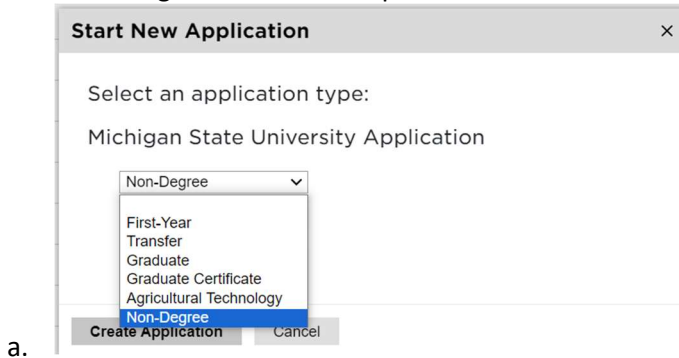 Start New Application ×
Select an application type:
Michigan State University Application
Non-Degree
First-Year
Transfer
Graduate
Graduate Certificate
Agricultural Technology
Non-Degree
Create Application Cancel
a.